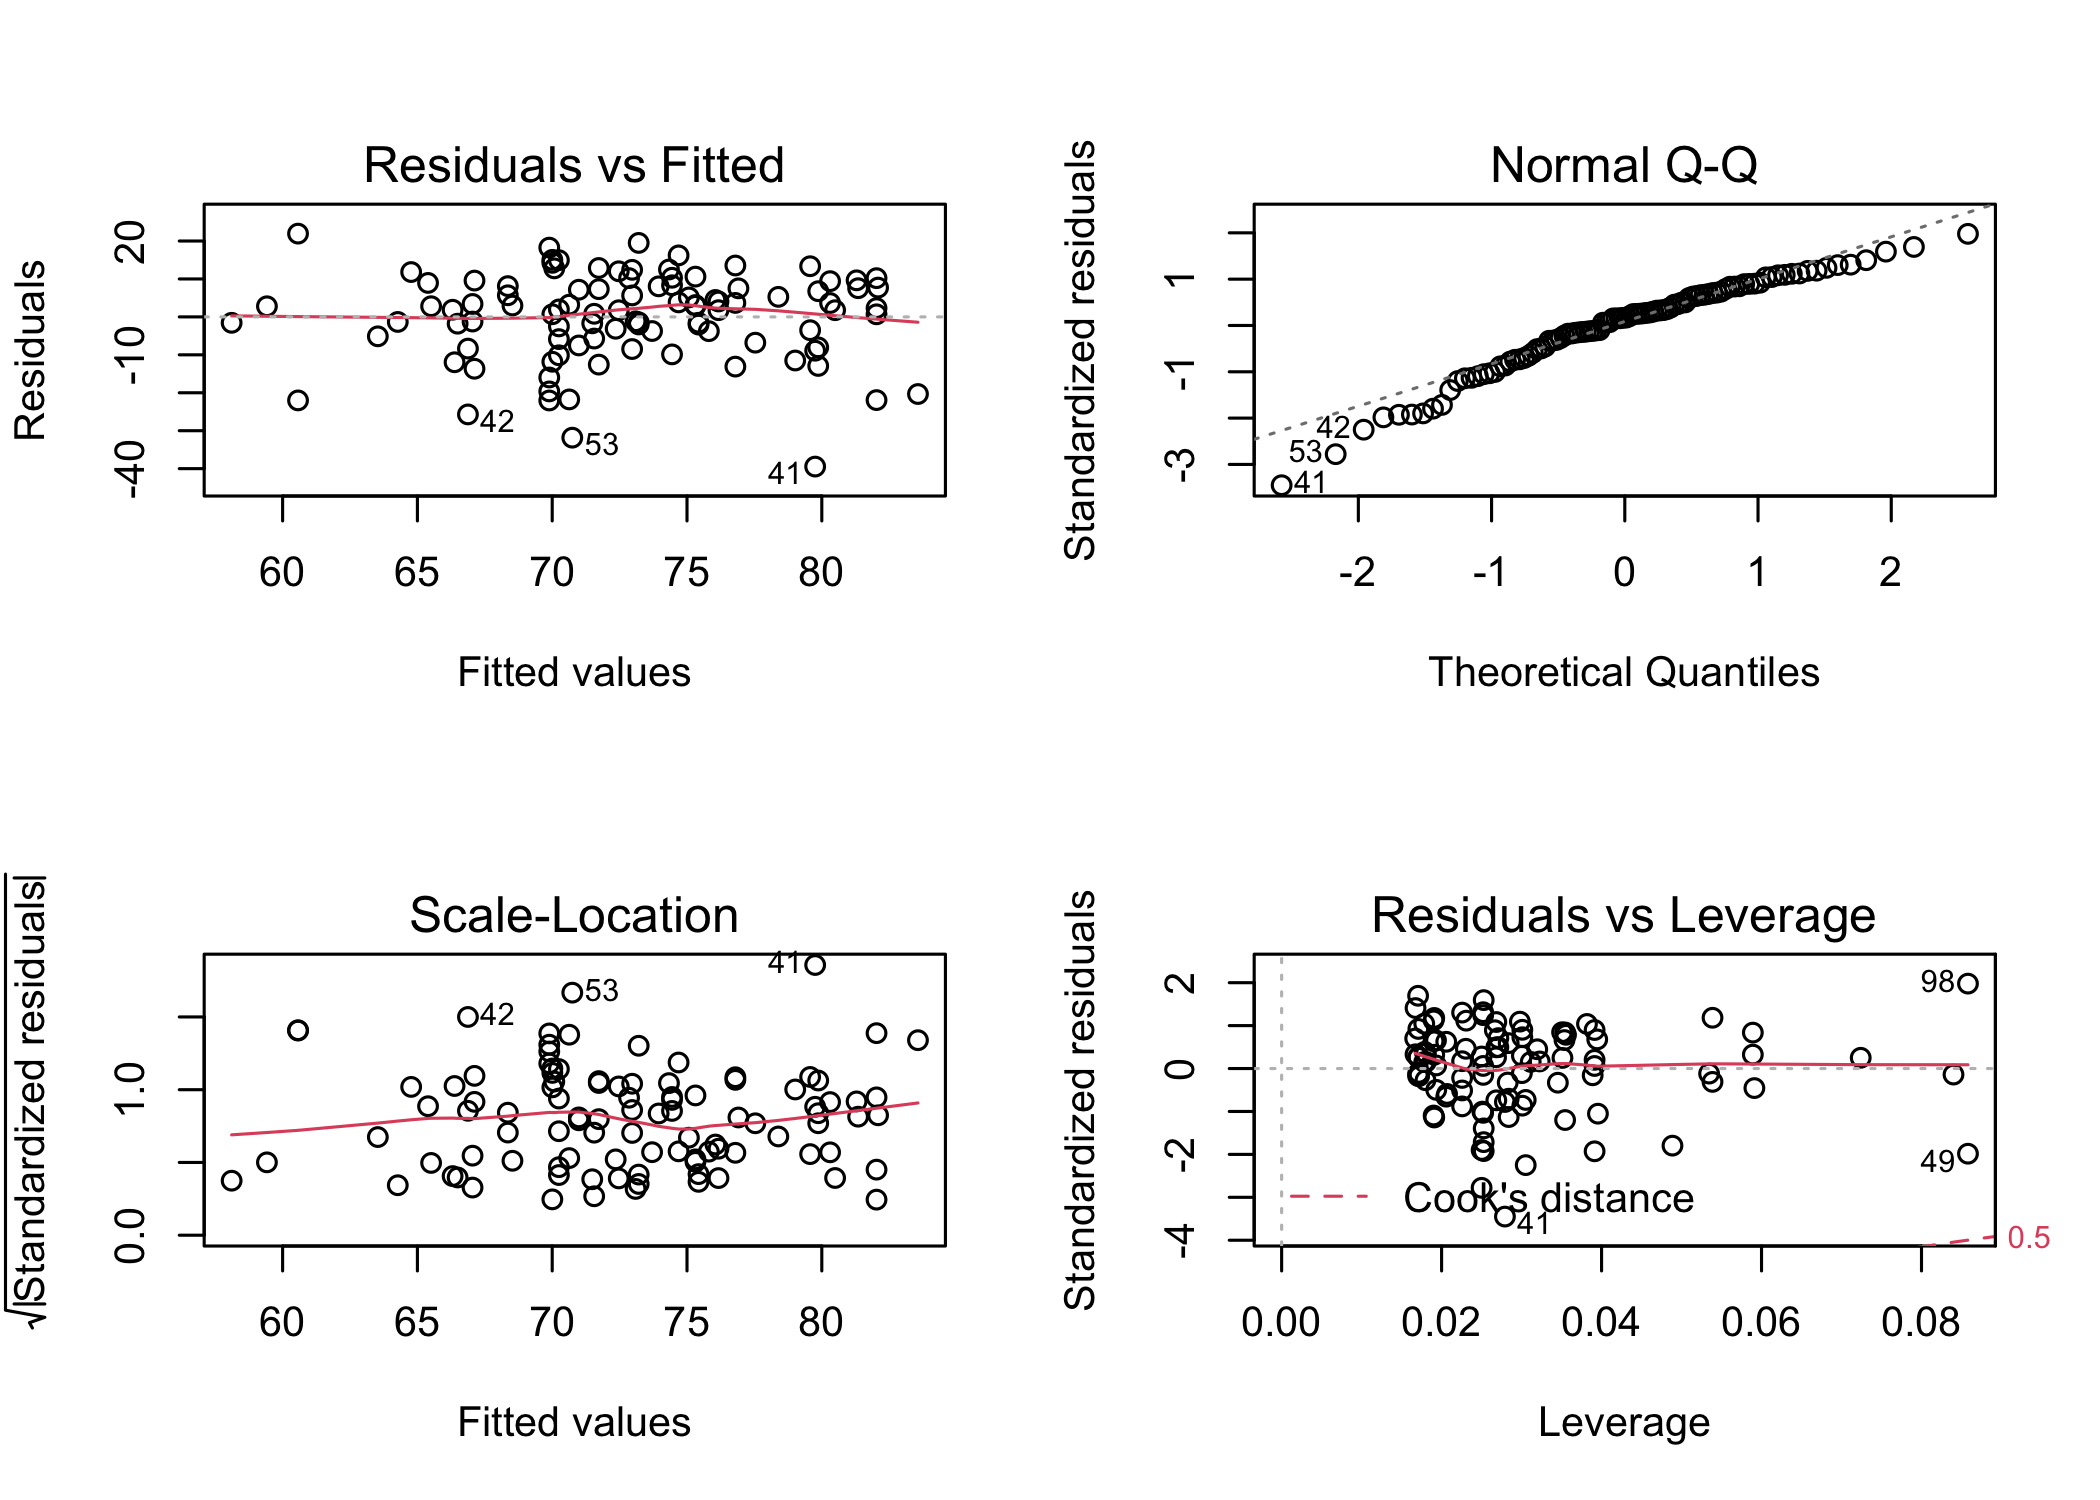 Residuals vs Fitted
Residuals
20
-10
-40
42
53
41
60 65 70 75 80
Fitted values
Normal Q-Q
Standardized residuals
1
-1
-3
42
53
41
-2 -1 0 1 2
Theoretical Quantiles
Scale-Location
√|Standardized residuals|
1.0
0.0
41
53
42
60 65 70 75 80
Fitted values
Residuals vs Leverage
Standardized residuals
2
0
-2
-4
98
49
Cook's distance
41
0.5
0.00 0.02 0.04 0.06 0.08
Leverage